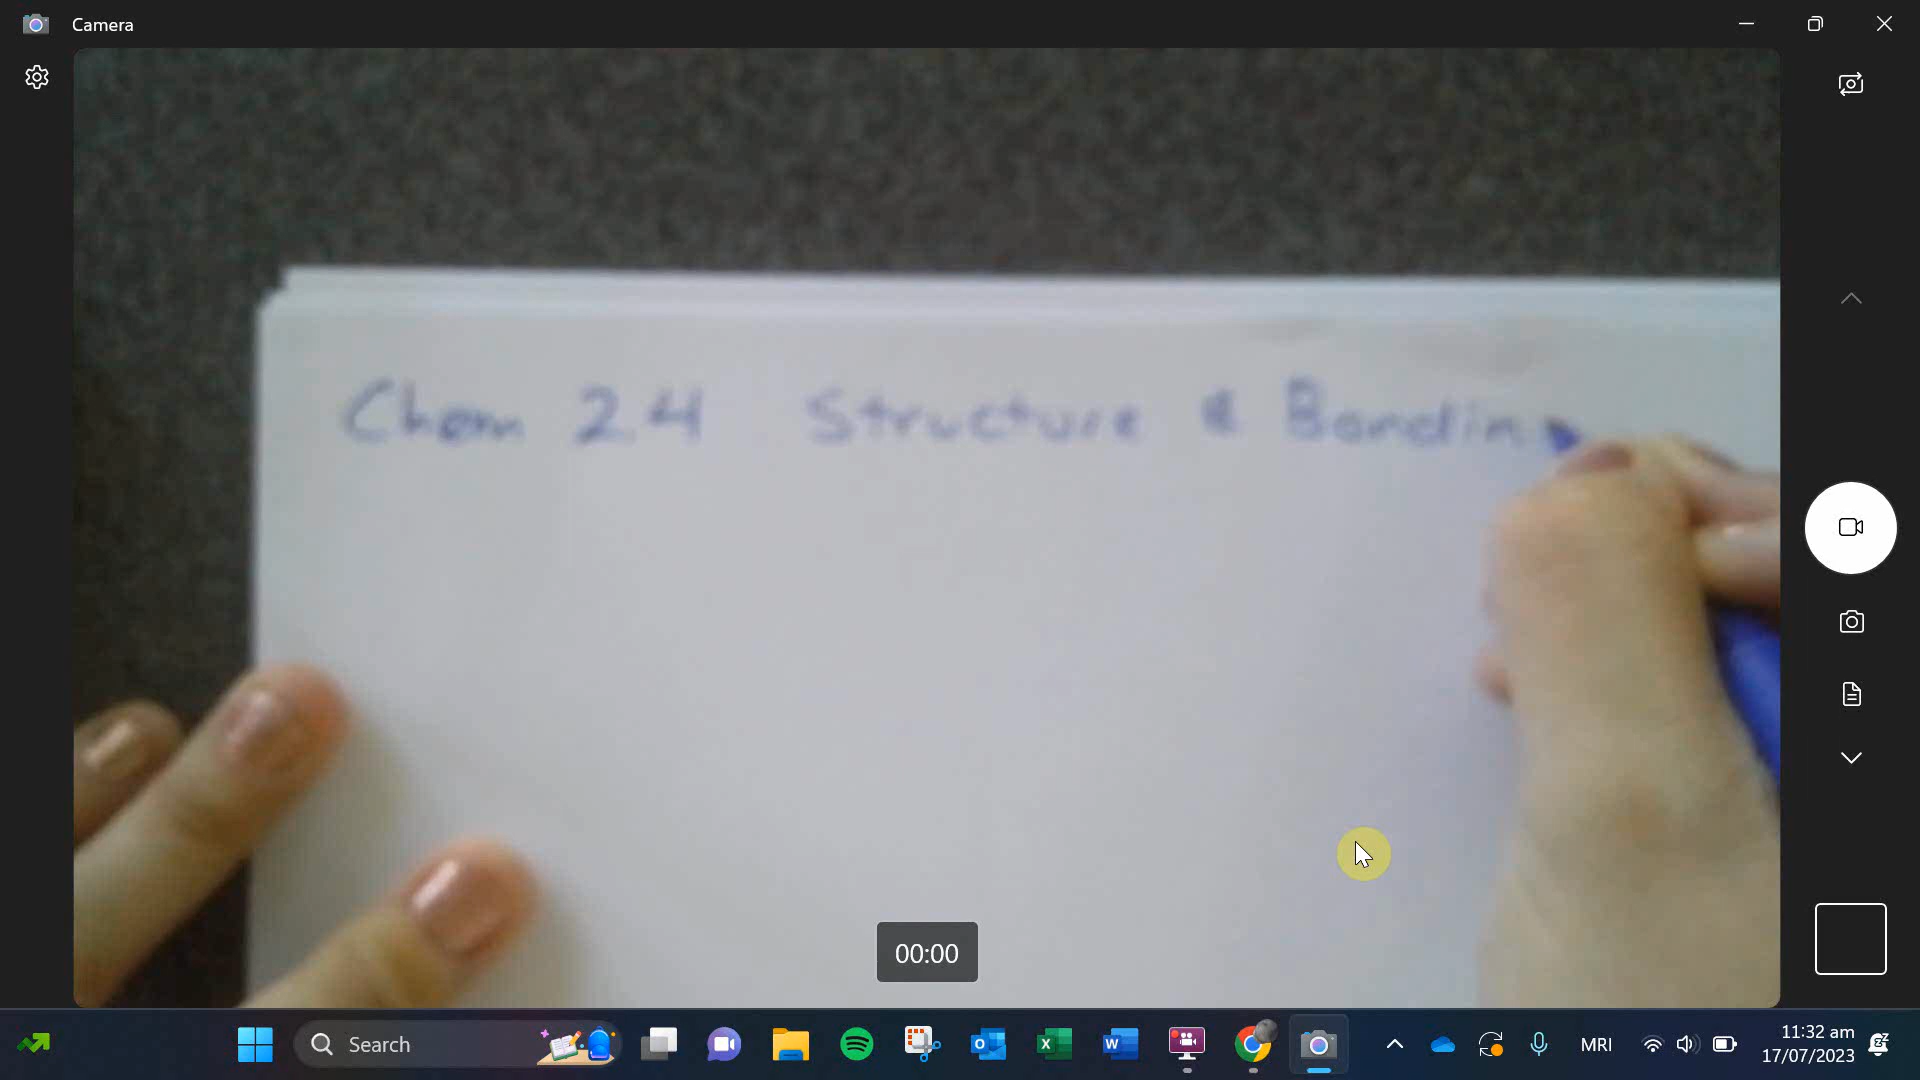 Camera
Chem 2.4 Structure & Bondin
00:00
Search
MRI
11:32 am
17/07/2023